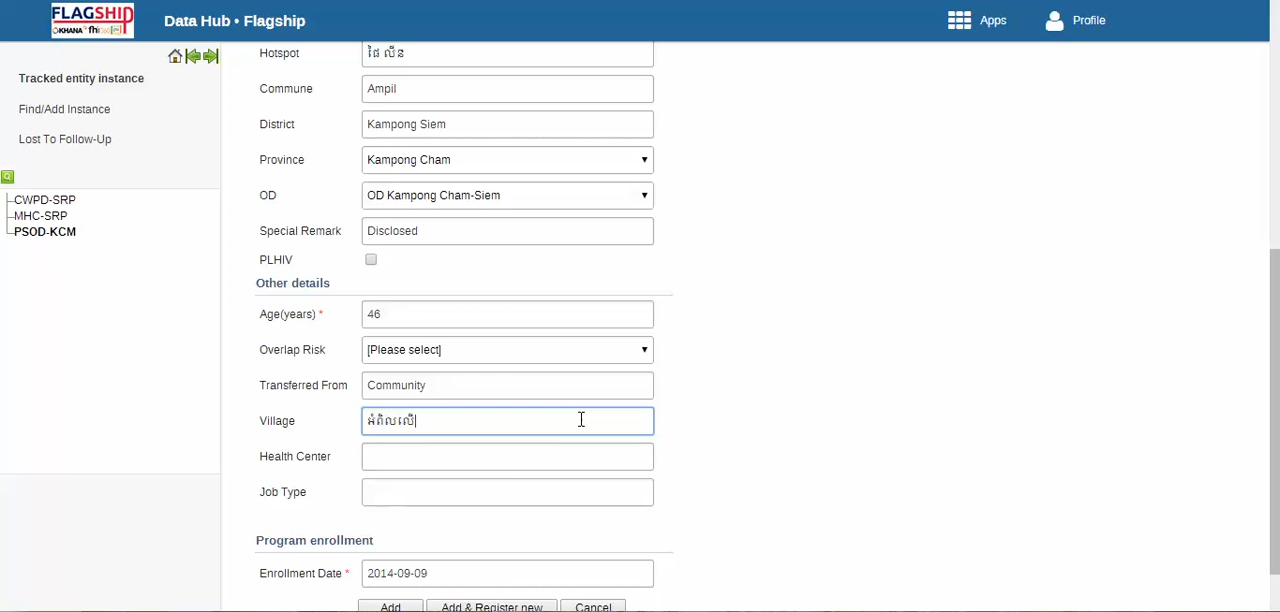 FLAGSHIP
KHANA fhi360
Data Hub • Flagship
Apps
Profile
Tracked entity instance
Find/Add Instance
Lost To Follow-Up
CWPD-SRP
MHC-SRP
PSOD-KCM
Hotspot ផៃ លីន
Commune Ampil
District Kampong Siem
Province Kampong Cham
OD OD Kampong Cham-Siem
Special Remark Disclosed
PLHIV
Other details
Age(years) * 46
Overlap Risk [Please select]
Transferred From Community
Village អំពិលលើ
Health Center
Job Type
Program enrollment
Enrollment Date * 2014-09-09
Add Add & Register new Cancel